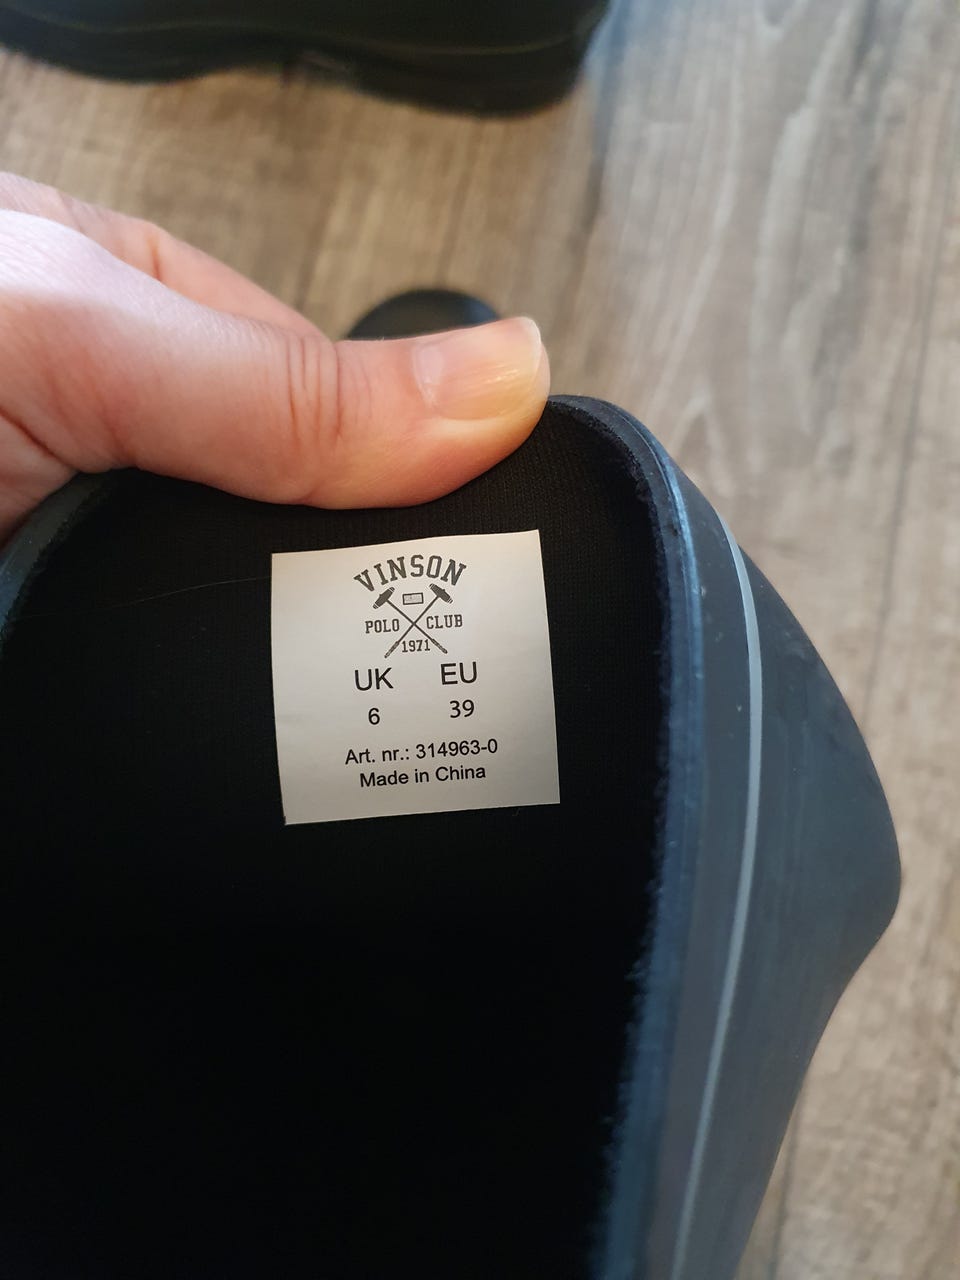 VINSON
POLO CLUB
1971
UK EU
6 39
Art. nr.: 314963-0
Made in China